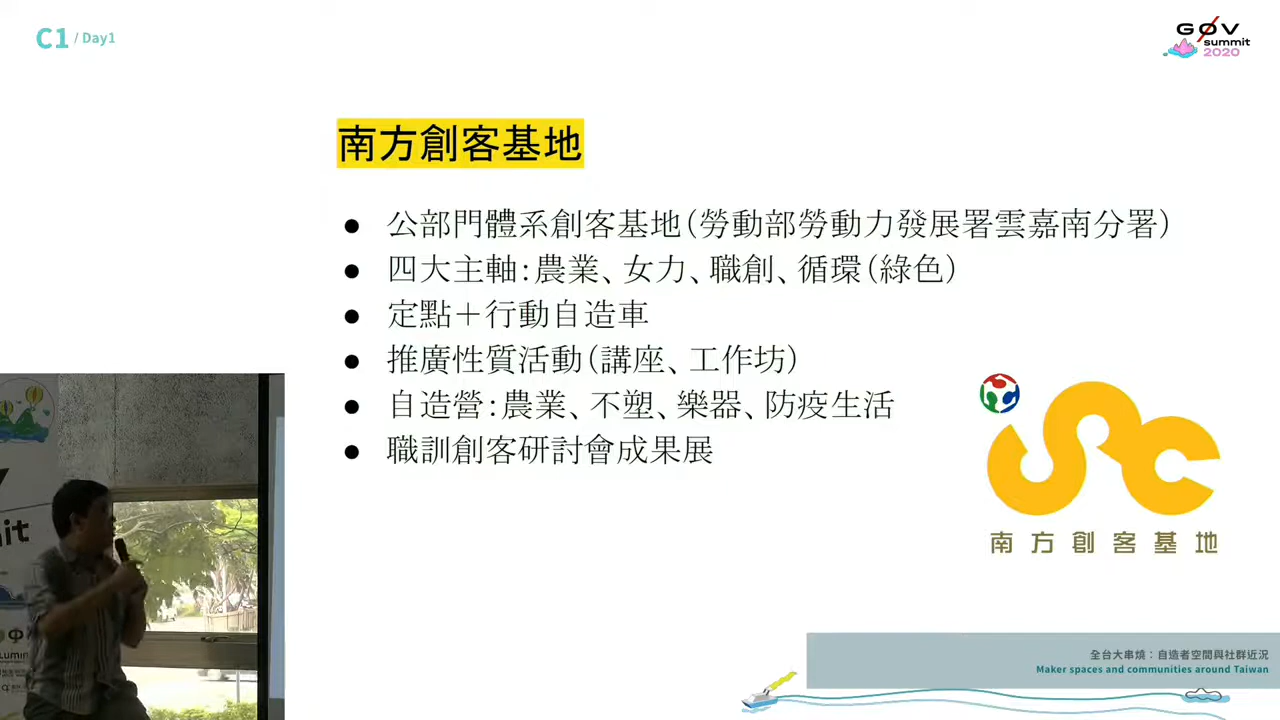 C1 / Day1
GØV
summit
2020
南方創客基地
● 公部門體系創客基地(勞動部勞動力發展署雲嘉南分署)
● 四大主軸:農業、女力、職創、循環(綠色)
● 定點＋行動自造車
● 推廣性質活動(講座、工作坊)
● 自造營:農業、不塑、樂器、防疫生活
● 職訓創客研討會成果展
南方創客基地
全台大串燒：自造者空間與社群近況
Maker spaces and communities around Taiwan